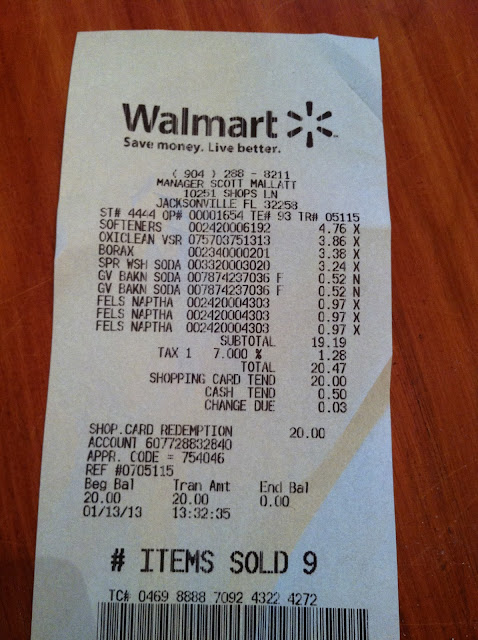 Walmart
Save money. Live better.
( 904 ) 288 - 8211
MANAGER SCOTT MALLATT
10251 SHOPS LN
JACKSONVILLE FL 32258
ST# 4444 OP# 00001654 TE# 93 TR# 05115
SOFTENERS 002420006192 4.76 X
OXICLEAN VSR 075703751313 3.86 X
BORAX 002340000201 3.38 X
SPR WSH SODA 003320003020 3.24 X
GV BAKN SODA 007874237036 F 0.52 N
GV BAKN SODA 007874237036 F 0.52 N
FELS NAPTHA 002420004303 0.97 X
FELS NAPTHA 002420004303 0.97 X
FELS NAPTHA 002420004303 0.97 X
SUBTOTAL 19.19
TAX 1 7.000 % 1.28
TOTAL 20.47
SHOPPING CARD TEND 20.00
CASH TEND 0.50
CHANGE DUE 0.03
SHOP.CARD REDEMPTION 20.00
ACCOUNT 607728832840
APPR. CODE = 754046
REF #0705115
Beg Bal Tran Amt End Bal
20.00 20.00 0.00
01/13/13 13:32:35
# ITEMS SOLD 9
TC# 0469 8888 7092 4322 4272